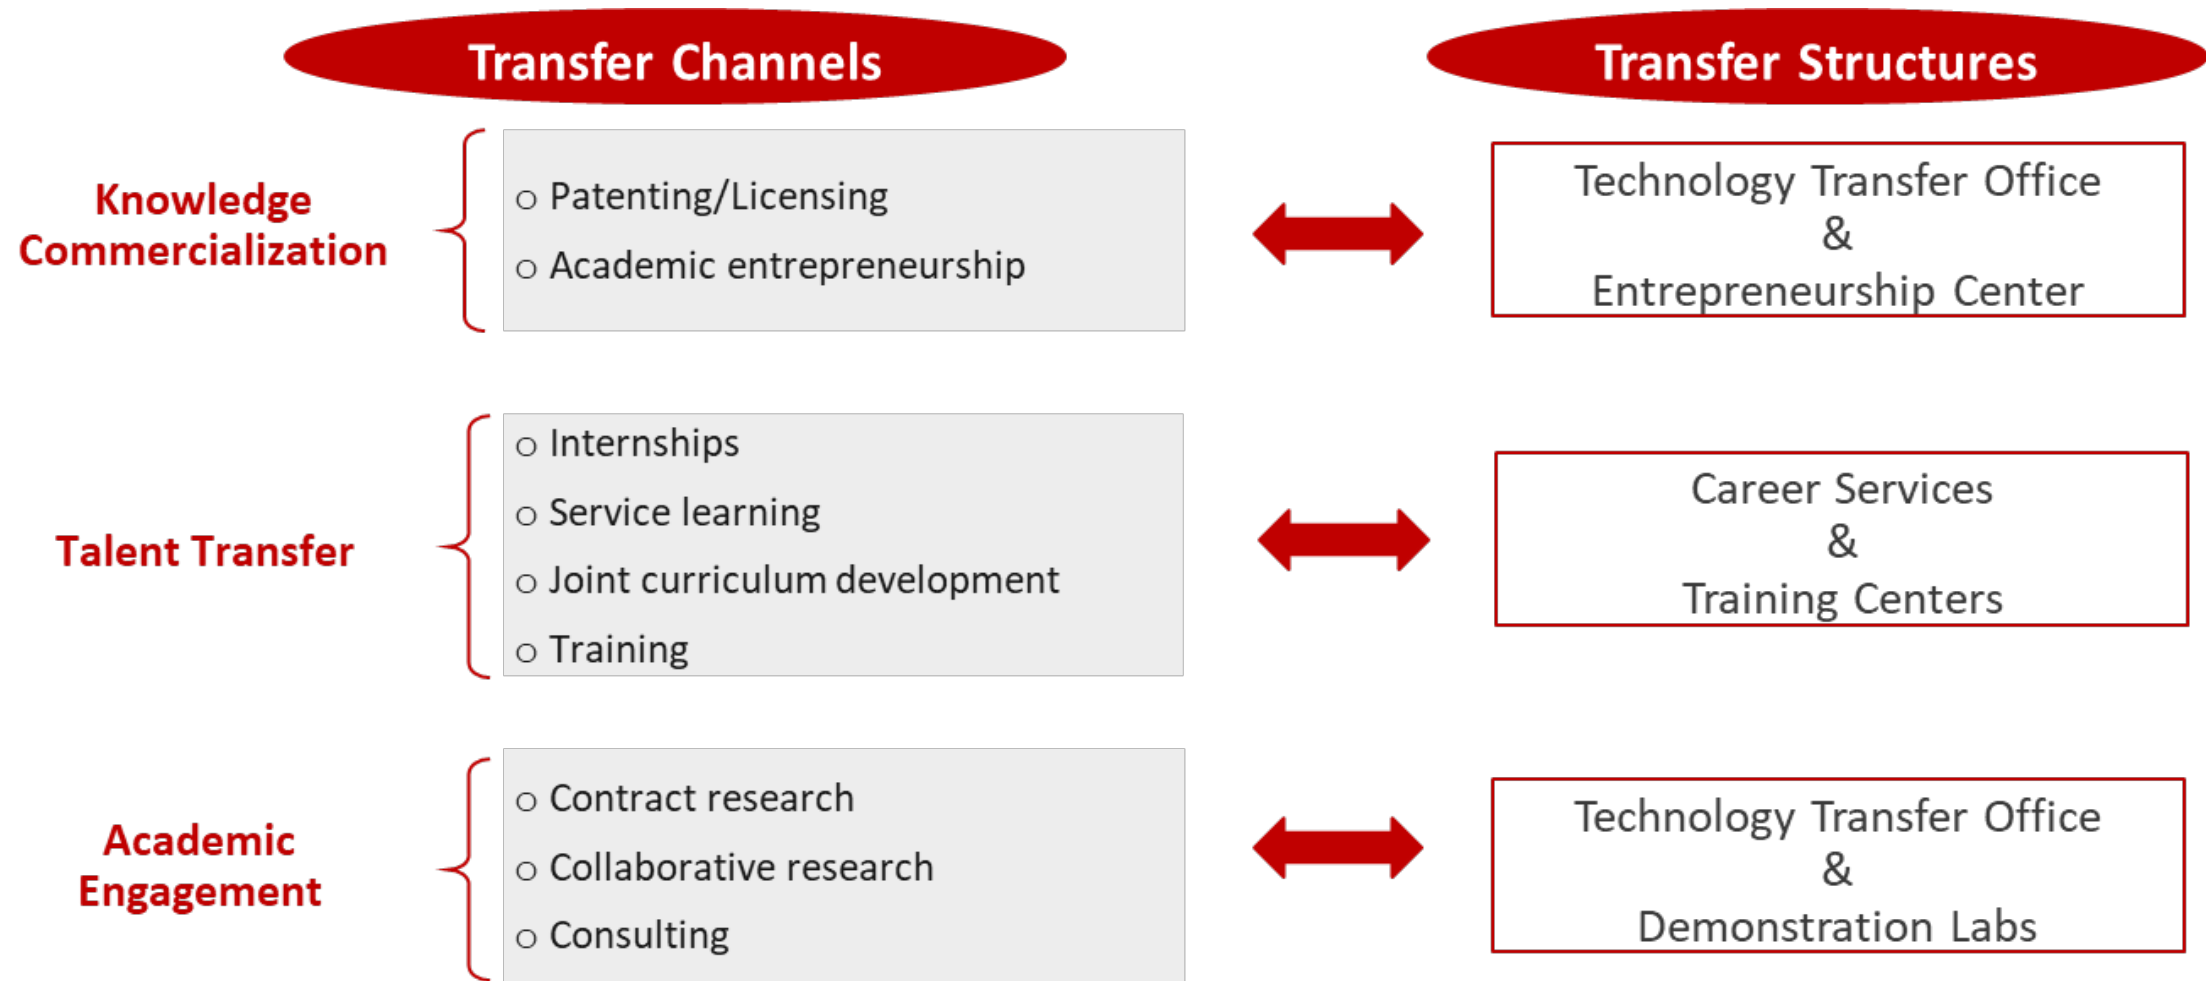 Transfer Channels
Transfer Structures
Knowledge
Commercialization
○ Patenting/Licensing
○ Academic entrepreneurship
Technology Transfer Office
&
Entrepreneurship Center
Talent Transfer
○ Internships
○ Service learning
○ Joint curriculum development
○ Training
Career Services
&
Training Centers
Academic
Engagement
○ Contract research
○ Collaborative research
○ Consulting
Technology Transfer Office
&
Demonstration Labs